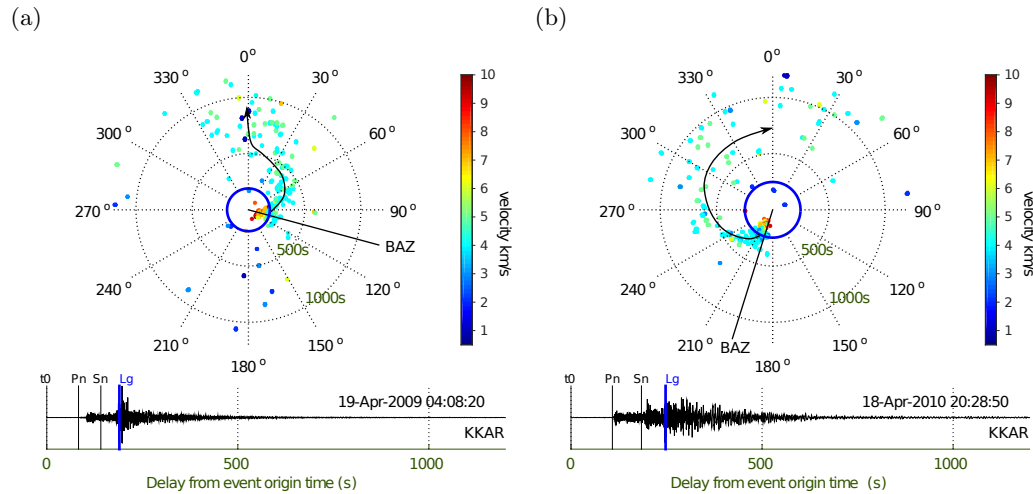 (a)
0°
330°
30°
300°
60°
270°
90°
BAZ
240°
500s
1000s
120°
210°
150°
180°
10
9
8
7
6
5
4
3
2
1
velocity km/s
t0
Pn
Sn
Lg
19-Apr-2009 04:08:20
KKAR
0
500
1000
Delay from event origin time (s)
(b)
0°
330°
30°
300°
60°
270°
90°
500s
240°
1000s
120°
210°
BAZ
150°
180°
10
9
8
7
6
5
4
3
2
1
velocity km/s
t0
Pn
Sn
Lg
18-Apr-2010 20:28:50
KKAR
0
500
1000
Delay from event origin time (s)